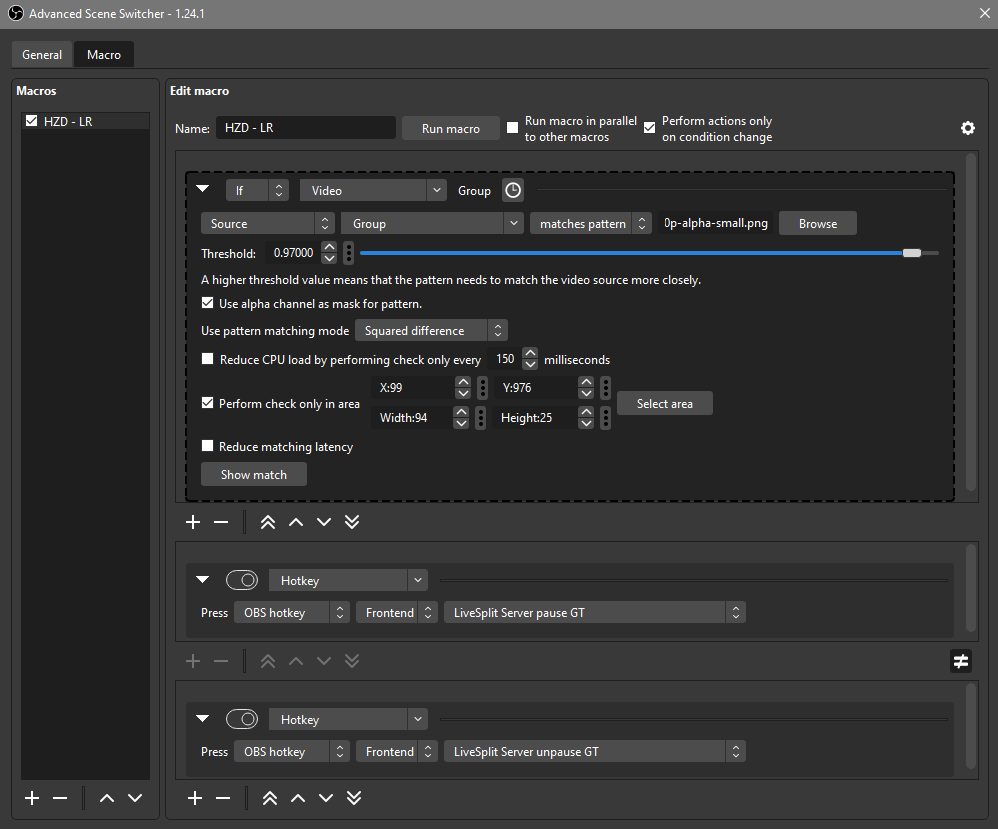 Advanced Scene Switcher - 1.24.1
General Macro
Macros
HZD - LR
Edit macro
Name: HZD - LR Run macro
Run macro in parallel
to other macros
Perform actions only
on condition change
If Video Group
Source Group matches pattern 0p-alpha-small.png Browse
Threshold: 0.97000
A higher threshold value means that the pattern needs to match the video source more closely.
Use alpha channel as mask for pattern.
Use pattern matching mode Squared difference
Reduce CPU load by performing check only every 150 milliseconds
Perform check only in area
X:99 Y:976
Width:94 Height:25
Select area
Reduce matching latency
Show match
Hotkey
Press OBS hotkey Frontend LiveSplit Server pause GT
Hotkey
Press OBS hotkey Frontend LiveSplit Server unpause GT